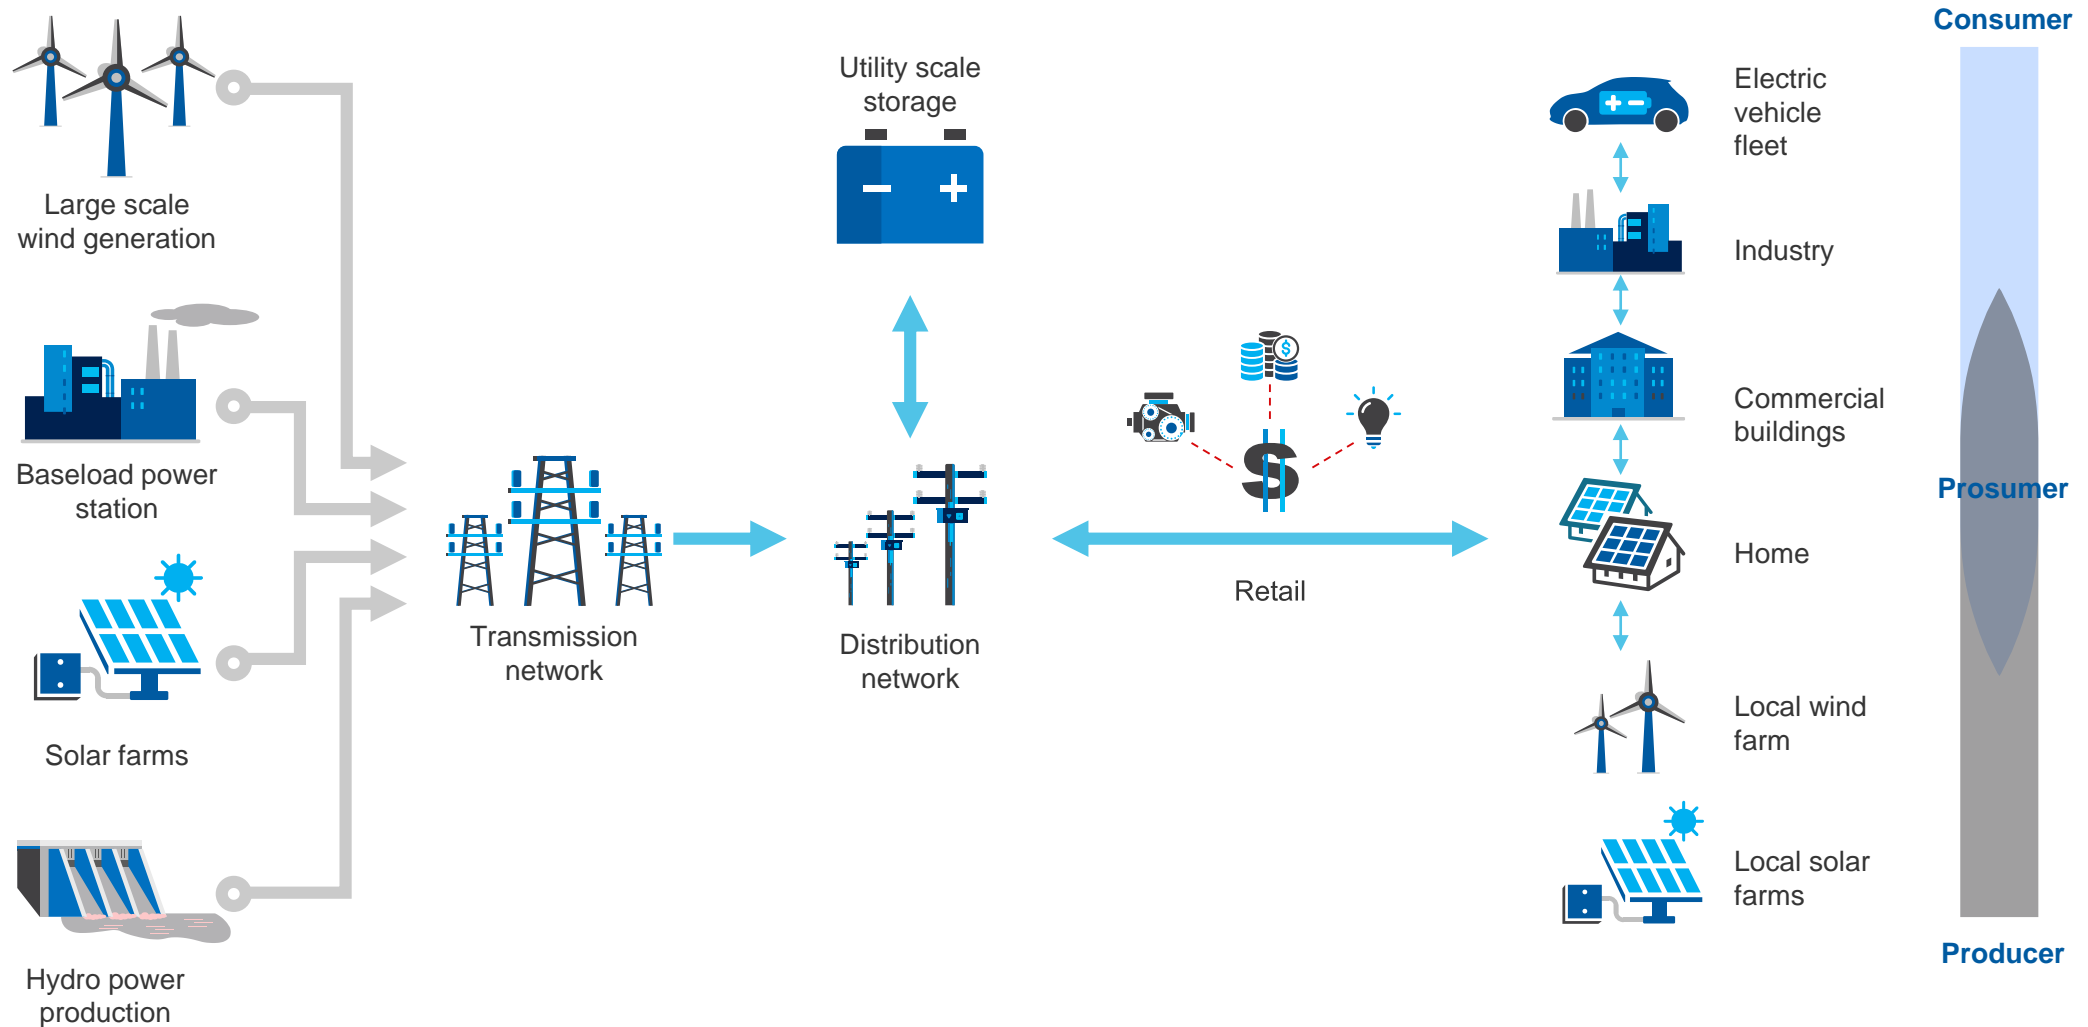 Large scale
wind generation
Baseload power
station
Solar farms
Hydro power
production
Transmission
network
Utility scale
storage
Distribution
network
$
$
Retail
Electric
vehicle
fleet
Industry
Commercial
buildings
Home
Local wind
farm
Local solar
farms
Consumer
Prosumer
Producer